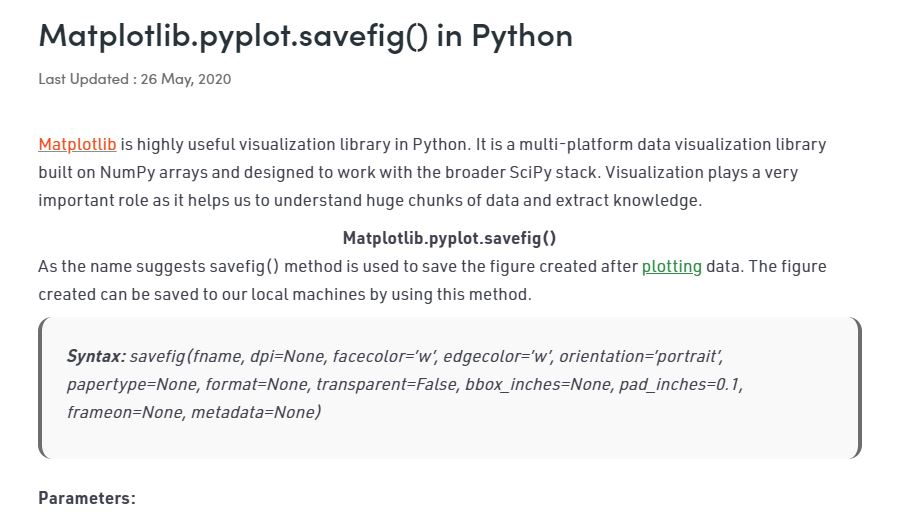 Matplotlib.pyplot.savefig() in Python
Last Updated : 26 May, 2020
Matplotlib is highly useful visualization library in Python. It is a multi-platform data visualization library
built on NumPy arrays and designed to work with the broader SciPy stack. Visualization plays a very
important role as it helps us to understand huge chunks of data and extract knowledge.
Matplotlib.pyplot.savefig()
As the name suggests savefig() method is used to save the figure created after plotting data. The figure
created can be saved to our local machines by using this method.
Syntax: savefig(fname, dpi=None, facecolor=’w’, edgecolor=’w’, orientation=’portrait’,
papertype=None, format=None, transparent=False, bbox_inches=None, pad_inches=0.1,
frameon=None, metadata=None)
Parameters: